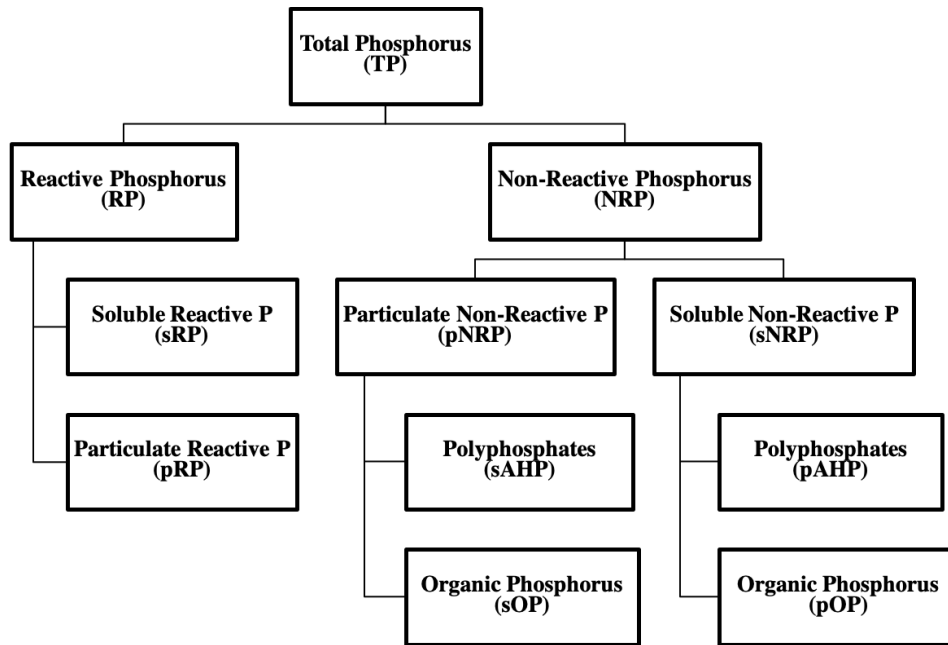 Total Phosphorus
(TP)
Reactive Phosphorus
(RP)
Non-Reactive Phosphorus
(NRP)
Soluble Reactive P
(sRP)
Particulate Non-Reactive P
(pNRP)
Soluble Non-Reactive P
(sNRP)
Particulate Reactive P
(pRP)
Polyphosphates
(sAHP)
Polyphosphates
(pAHP)
Organic Phosphorus
(sOP)
Organic Phosphorus
(pOP)